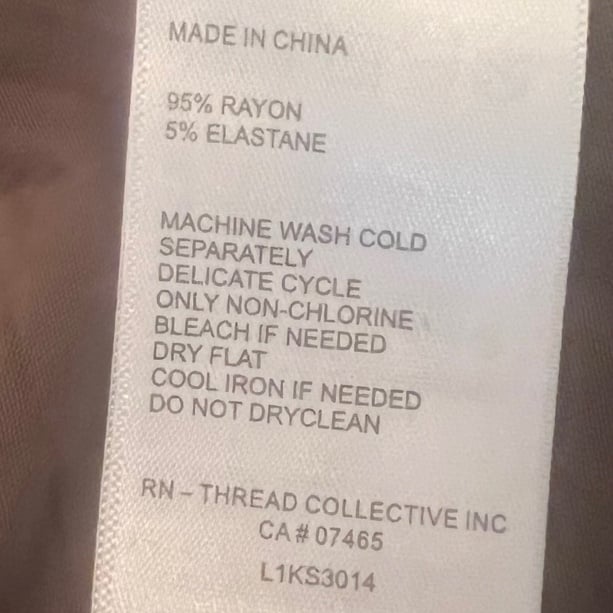 MADE IN CHINA
95% RAYON
5% ELASTANE
MACHINE WASH COLD
SEPARATELY
DELICATE CYCLE
ONLY NON-CHLORINE
BLEACH IF NEEDED
DRY FLAT
COOL IRON IF NEEDED
DO NOT DRYCLEAN
RN – THREAD COLLECTIVE INC
CA # 07465
L1KS3014